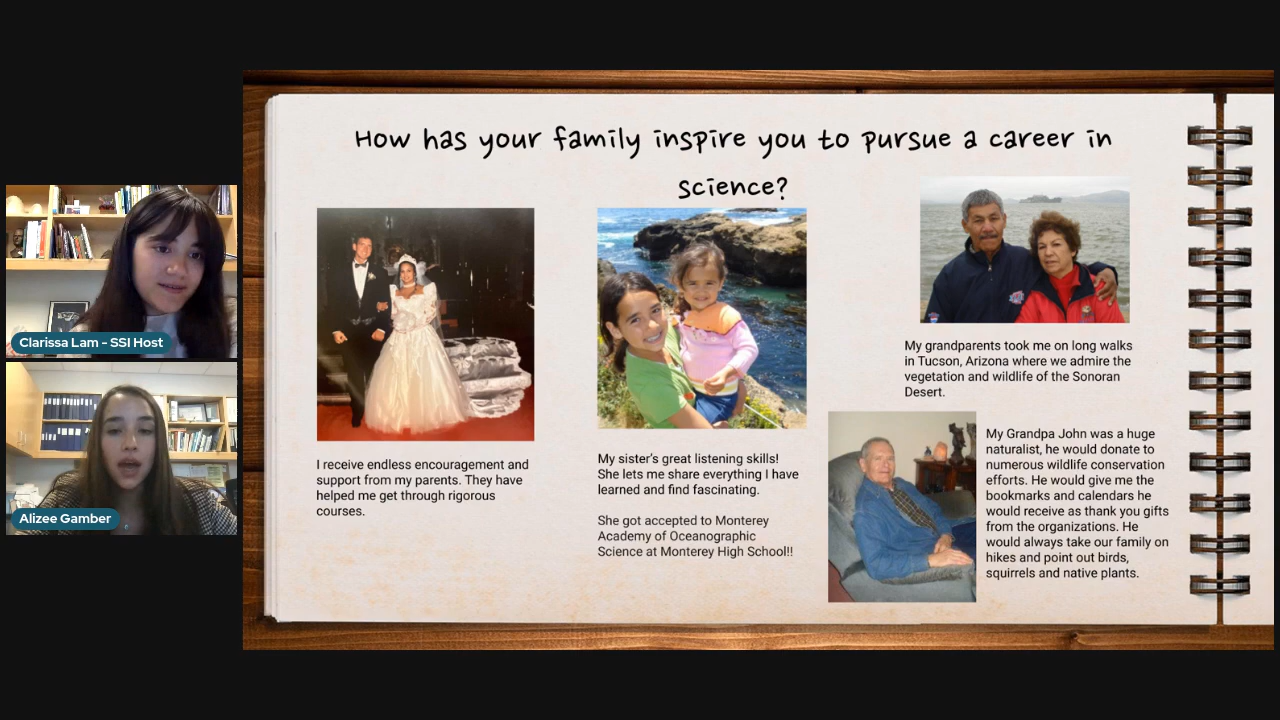 How has your family inspire you to pursue a career in
science?
Clarissa Lam - SSI Host
Alizee Gamber
I receive endless encouragement and
support from my parents. They have
helped me get through rigorous
courses.
My sister's great listening skills!
She lets me share everything I have
learned and find fascinating.
She got accepted to Monterey
Academy of Oceanographic
Science at Monterey High School!!
My grandparents took me on long walks
in Tucson, Arizona where we admire the
vegetation and wildlife of the Sonoran
Desert.
My Grandpa John was a huge
naturalist, he would donate to
numerous wildlife conservation
efforts. He would give me the
bookmarks and calendars he
would receive as thank you gifts
from the organizations. He
would always take our family on
hikes and point out birds,
squirrels and native plants.